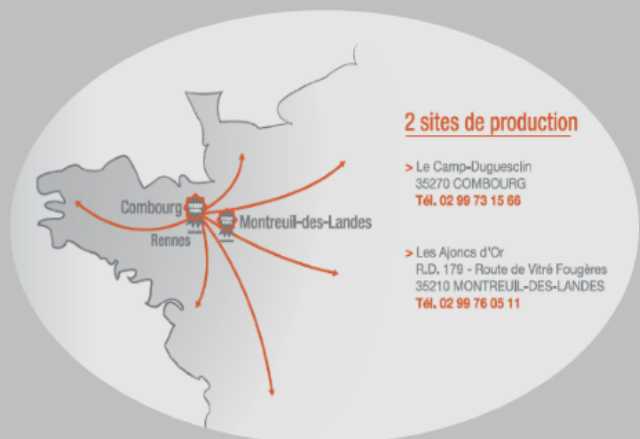 2 sites de production
> Le Camp-Duguesclin
35270 COMBOURG
Tél. 02 99 73 15 66
Combourg
Montreuil-des-Landes
Rennes
> Les Ajoncs d'Or
R.D. 179 - Route de Vitré Fougères
35210 MONTREUIL-DES-LANDES
Tél. 02 99 76 05 11